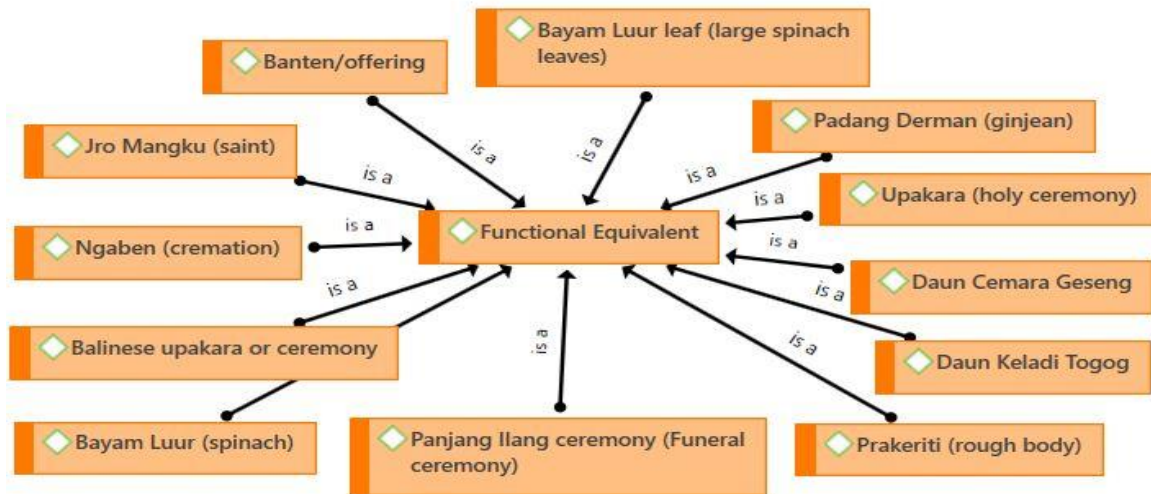 Bayam Luur leaf (large spinach
leaves)
Banten/offering
Padang Derman (ginjean)
Jro Mangku (saint)
is a
is a
is a
is a
is a
Upakara (holy ceremony)
is a
Functional Equivalent
Ngaben (cremation)
is a
is a
Daun Cemara Geseng
is a
is a
Balinese upakara or ceremony
is a
is a
Daun Keladi Togog
Bayam Luur (spinach)
Panjang Ilang ceremony (Funeral
ceremony)
Prakeriti (rough body)